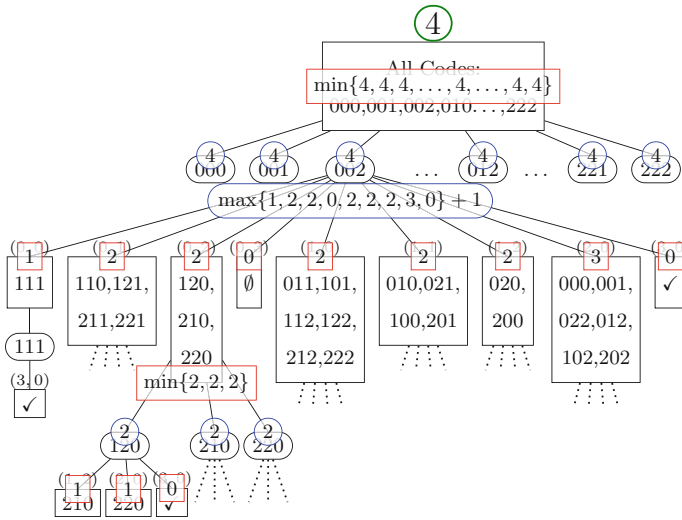 4
All Codes:
min{4, 4, 4, . . . , 4, . . . , 4, 4}
000,001,002,010. . . ,222
4 4 4 4 4 4
000 001 002 . . . 012 . . . 221 222
max{1, 2, 2, 0, 2, 2, 2, 3, 0} + 1
1 2 2 0 2 2 2 3 0
111 110,121, 120, ∅ 011,101, 010,021, 020, 000,001, ✓
211,221 210, 112,122, 100,201 200 022,012,
111 220 212,222 102,202
(3, 0)
min{2, 2, 2}
✓
2 2 2
120 210 220
1 1 0
210 220 ✓